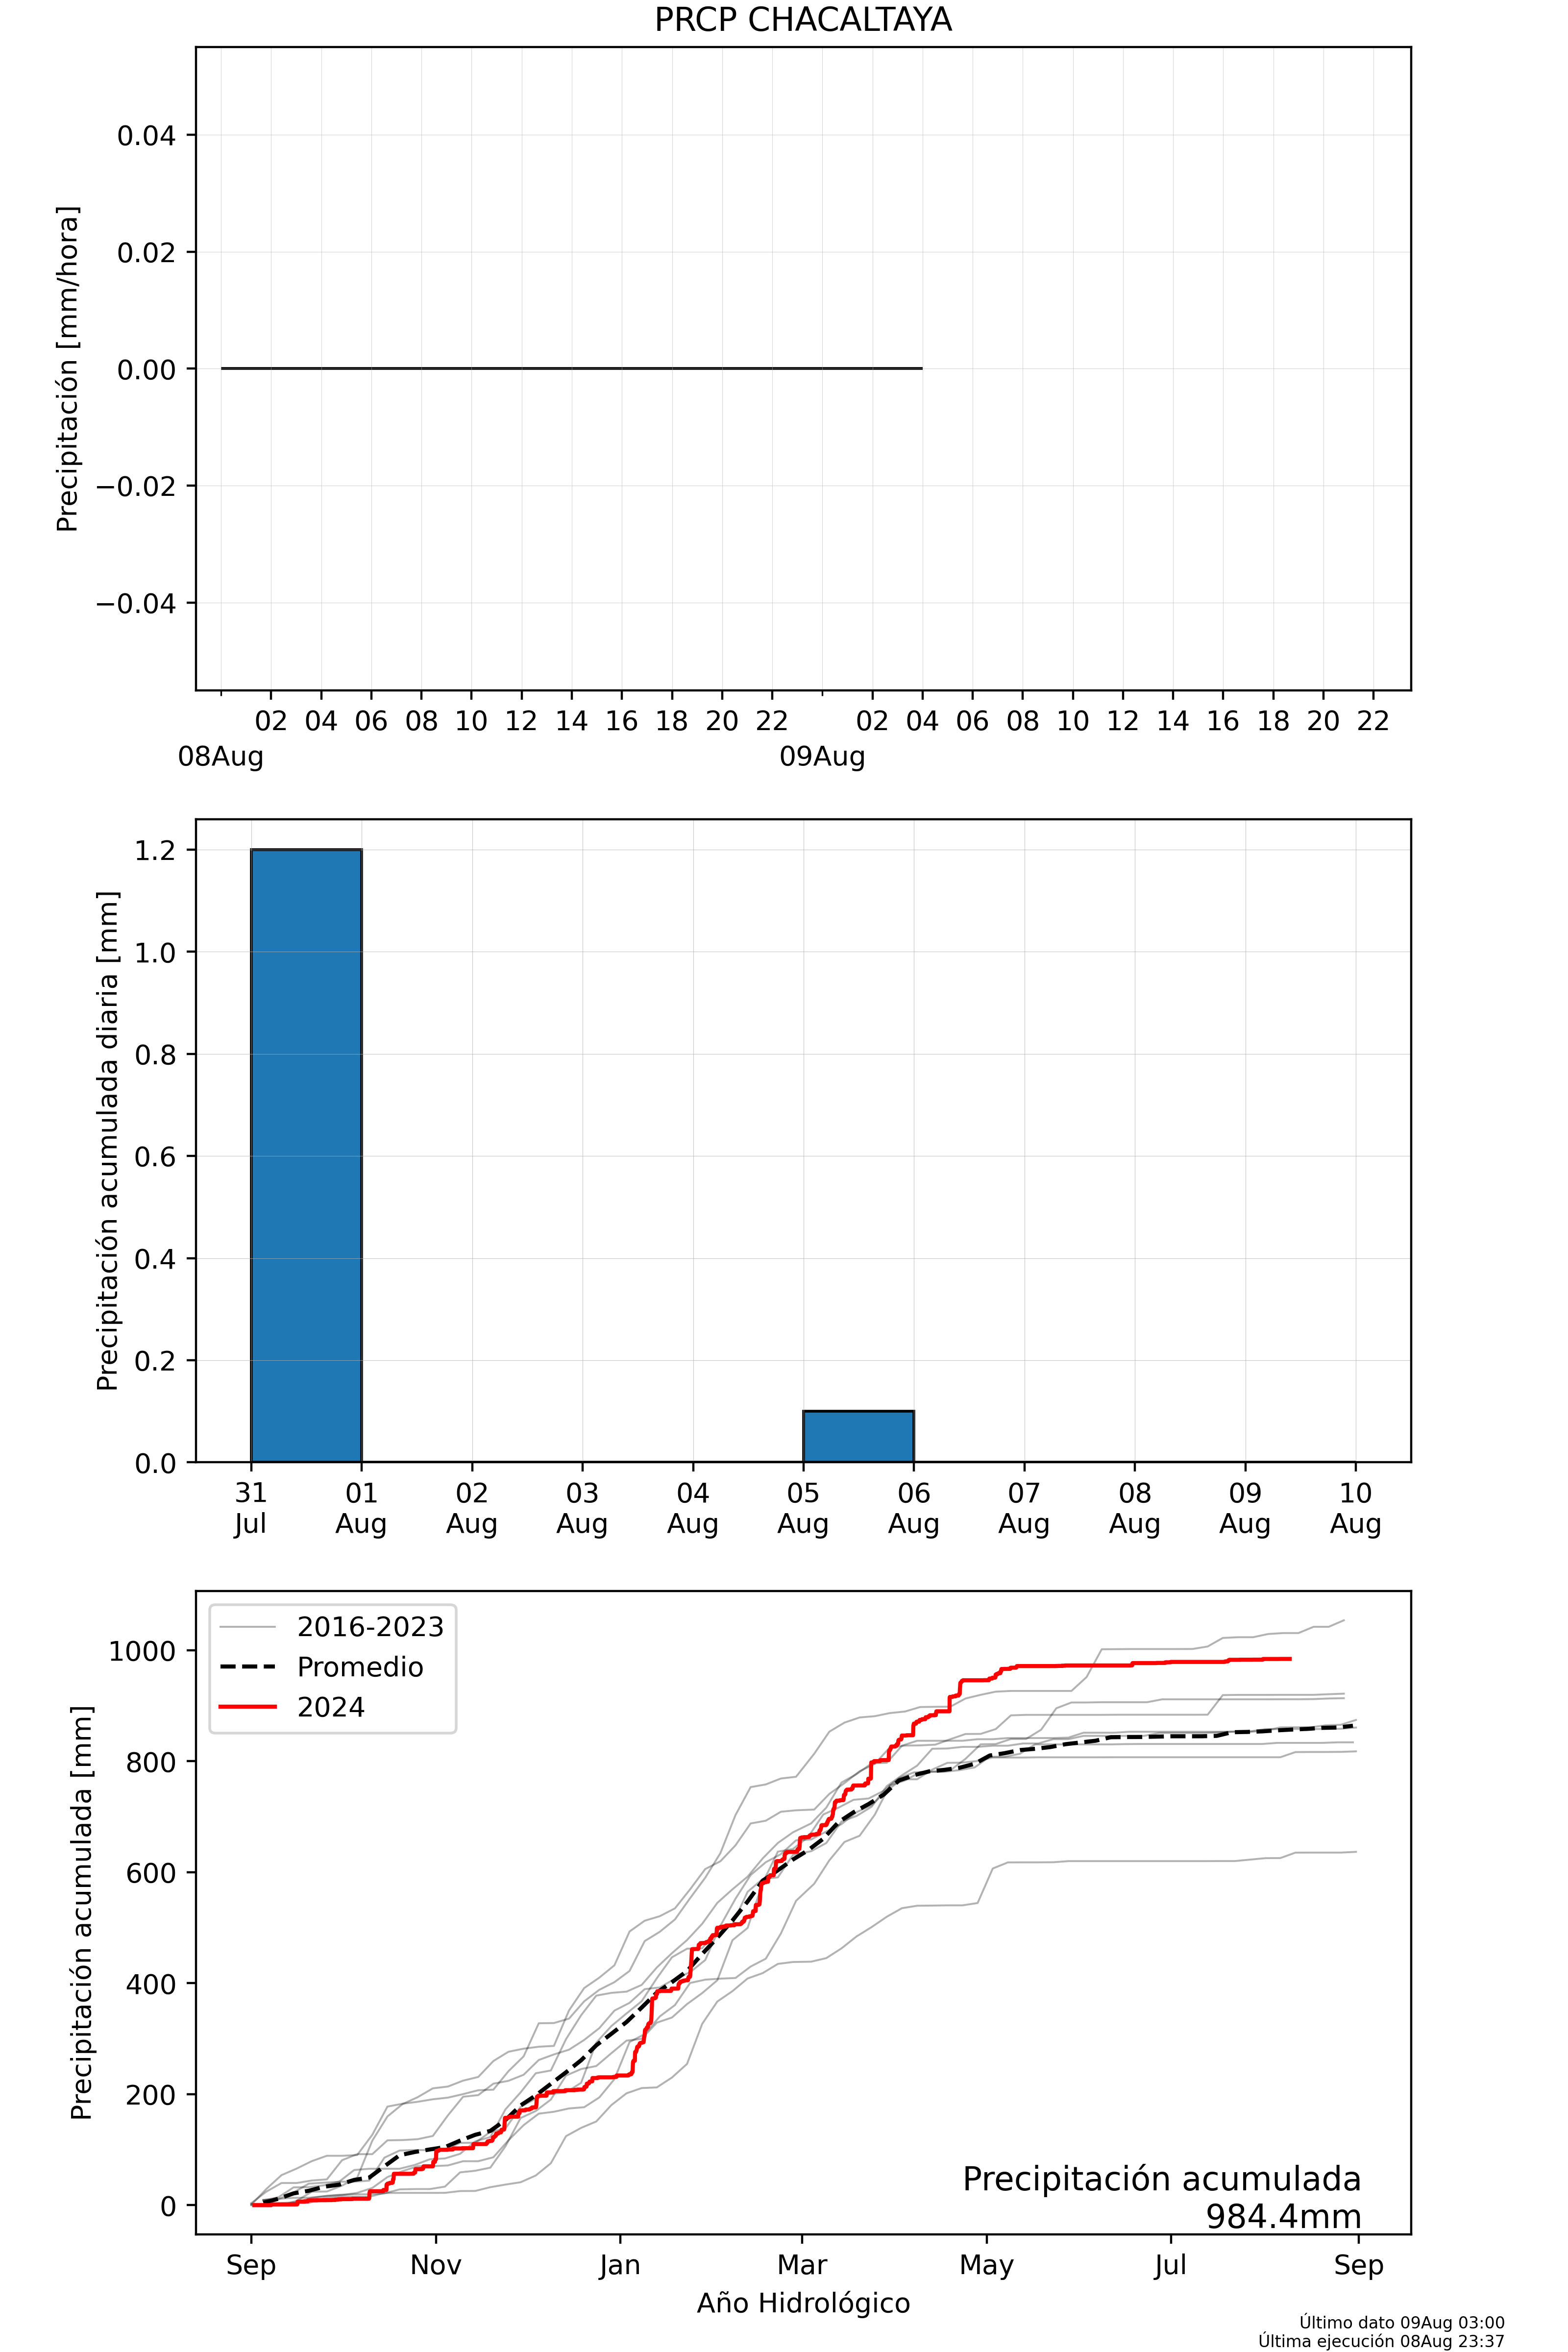 PRCP CHACALTAYA
Precipitación [mm/hora]
0.04
0.02
0.00
−0.02
−0.04
02 04 06 08 10 12 14 16 18 20 22 02 04 06 08 10 12 14 16 18 20 22
08Aug 09Aug
Precipitación acumulada diaria [mm]
1.2
1.0
0.8
0.6
0.4
0.2
0.0
31 01 02 03 04 05 06 07 08 09 10
Jul Aug Aug Aug Aug Aug Aug Aug Aug Aug Aug
Precipitación acumulada [mm]
1000
800
600
400
200
0
2016-2023
Promedio
2024
Precipitación acumulada
984.4mm
Sep Nov Jan Mar May Jul Sep
Año Hidrológico
Último dato 09Aug 03:00
Última ejecución 08Aug 23:37